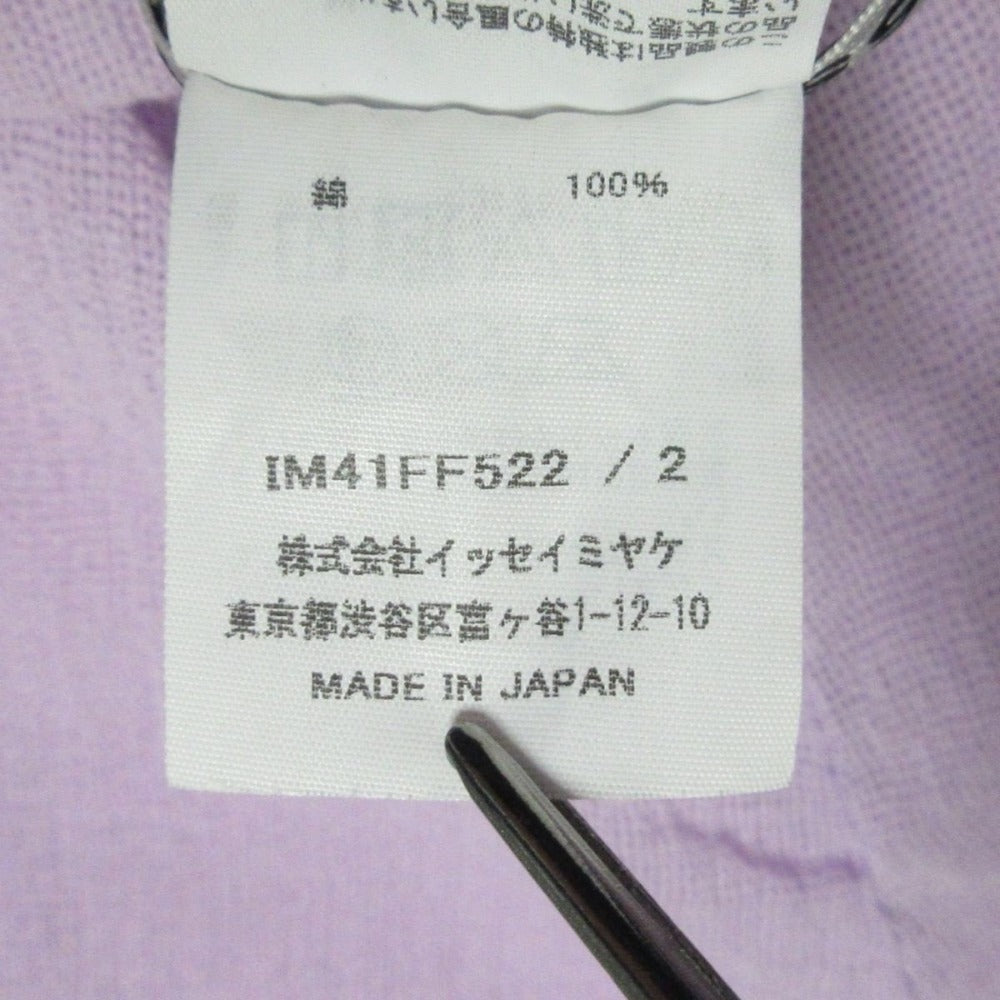 綿 100%
IM41FF522 / 2
株式会社イッセイミヤケ
東京都渋谷区富ヶ谷1-12-10
MADE IN JAPAN